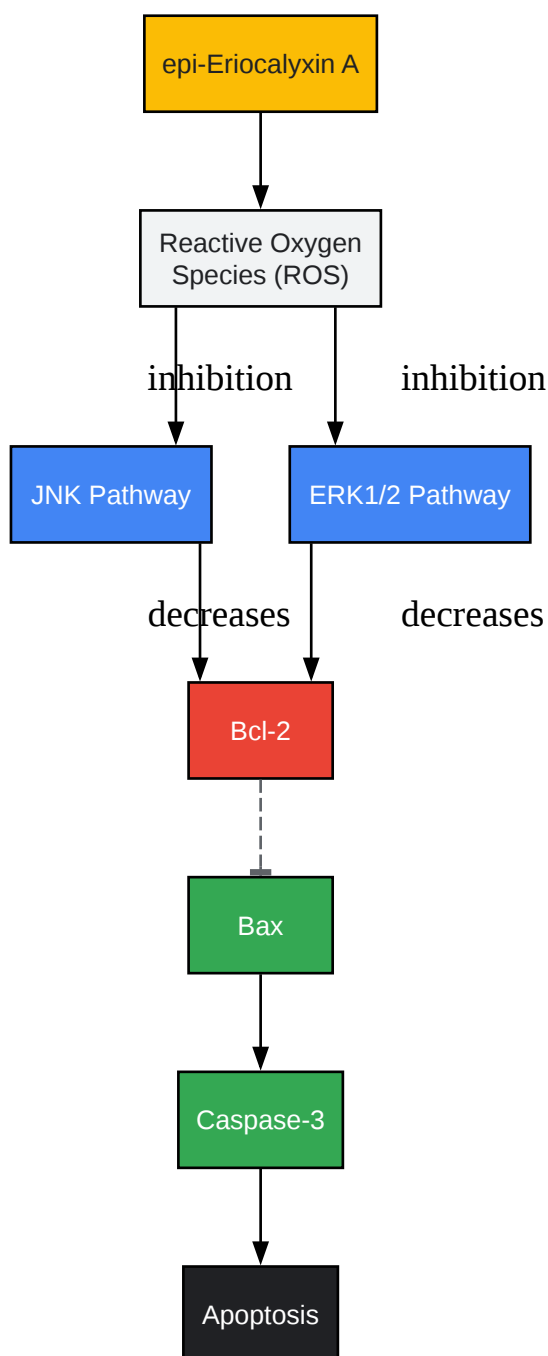 epi-Eriocalyxin A
Reactive Oxygen
Species (ROS)
inhibition
inhibition
JNK Pathway
ERK1/2 Pathway
decreases
decreases
Bcl-2
Bax
Caspase-3
Apoptosis